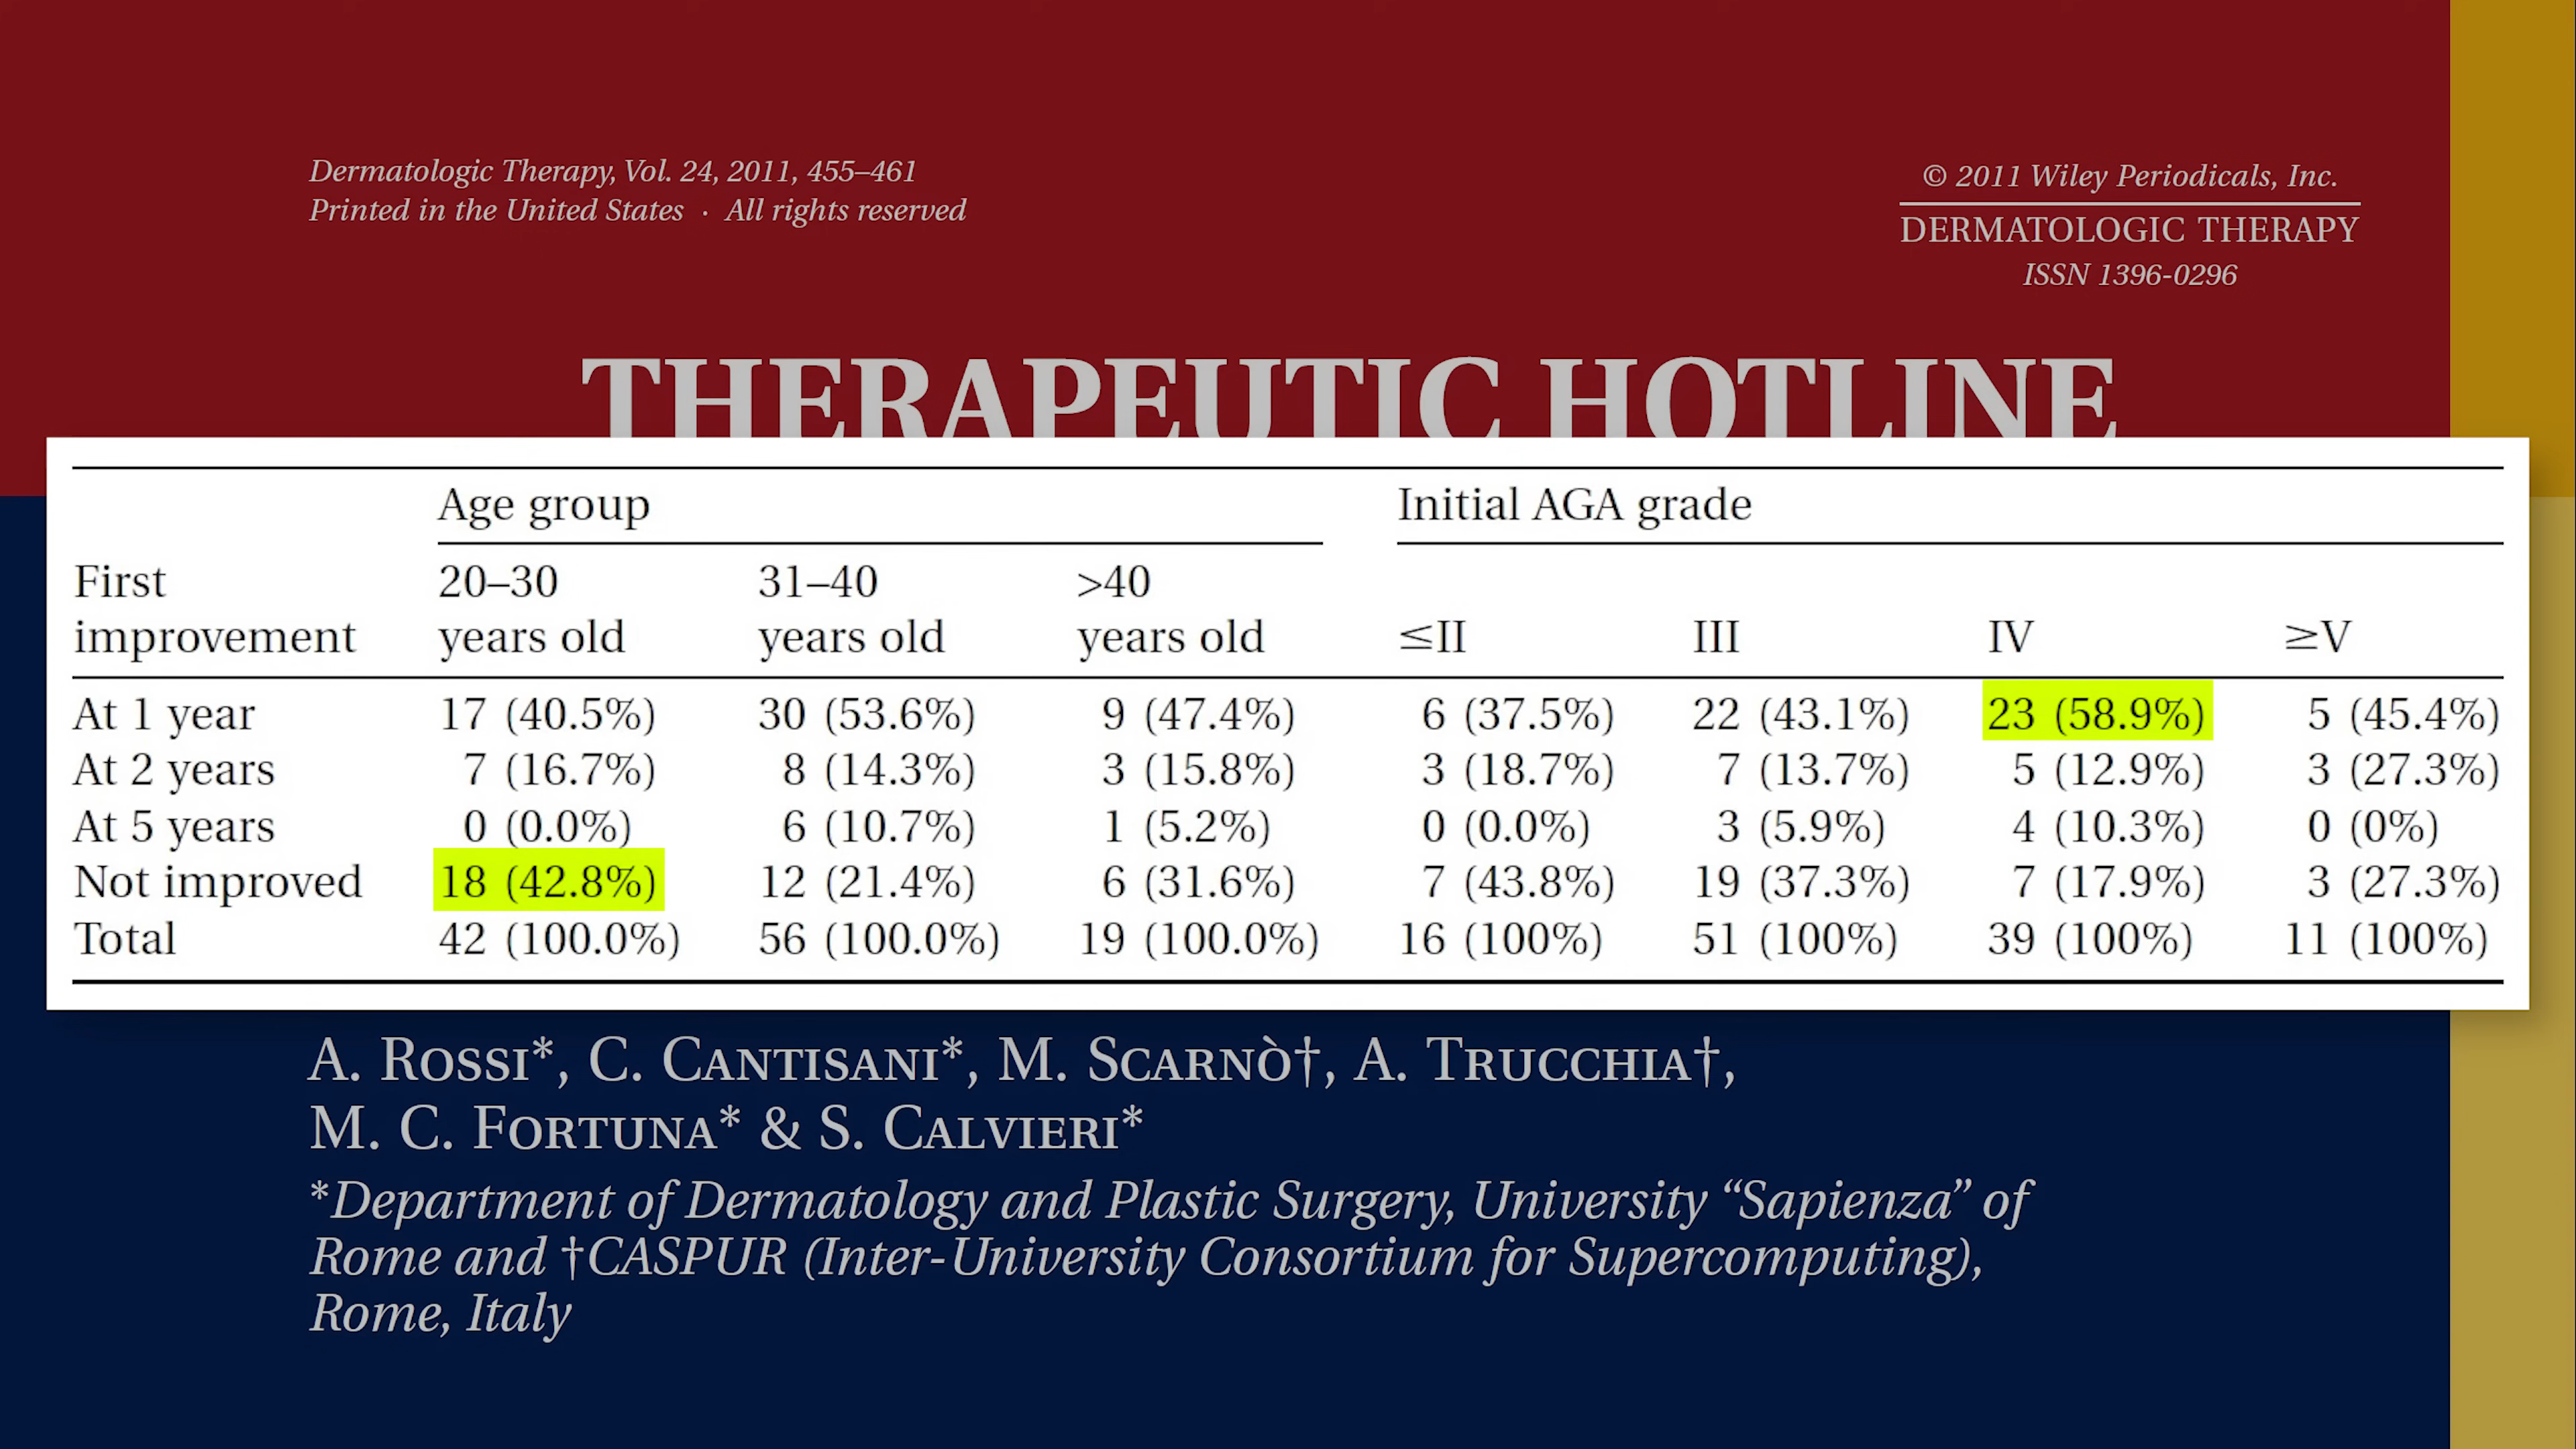 Dermatologic Therapy, Vol. 24, 2011, 455–461
Printed in the United States · All rights reserved
© 2011 Wiley Periodicals, Inc.
DERMATOLOGIC THERAPY
ISSN 1396-0296
THERAPEUTIC HOTLINE
Age group Initial AGA grade
First 20–30 31–40 >40
improvement years old years old years old ≤II III IV ≥V
At 1 year 17 (40.5%) 30 (53.6%) 9 (47.4%) 6 (37.5%) 22 (43.1%) 23 (58.9%) 5 (45.4%)
At 2 years 7 (16.7%) 8 (14.3%) 3 (15.8%) 3 (18.7%) 7 (13.7%) 5 (12.9%) 3 (27.3%)
At 5 years 0 (0.0%) 6 (10.7%) 1 (5.2%) 0 (0.0%) 3 (5.9%) 4 (10.3%) 0 (0%)
Not improved 18 (42.8%) 12 (21.4%) 6 (31.6%) 7 (43.8%) 19 (37.3%) 7 (17.9%) 3 (27.3%)
Total 42 (100.0%) 56 (100.0%) 19 (100.0%) 16 (100%) 51 (100%) 39 (100%) 11 (100%)
A. ROSSI*, C. CANTISANI*, M. SCARNÒ†, A. TRUCCHIA†,
M. C. FORTUNA* & S. CALVIERI*
*Department of Dermatology and Plastic Surgery, University “Sapienza” of
Rome and †CASPUR (Inter-University Consortium for Supercomputing),
Rome, Italy